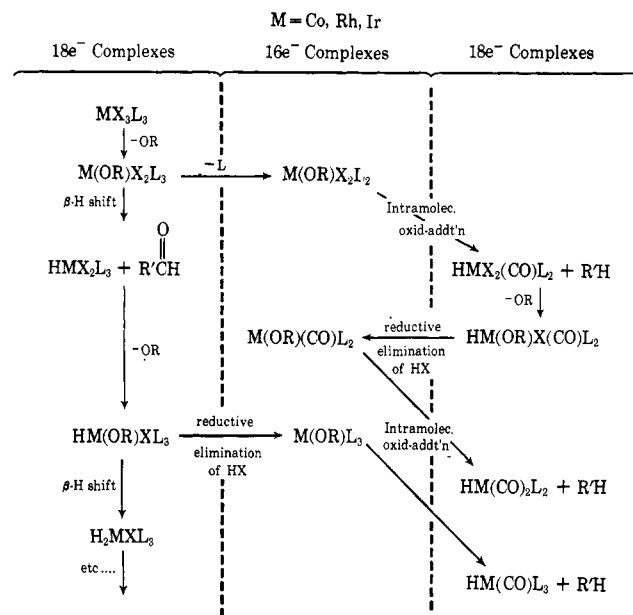 M = Co, Rh, Ir
18e⁻ Complexes 16e⁻ Complexes 18e⁻ Complexes
MX₃L₃
-OR
M(OR)X₂L₃ -L M(OR)X₂L₂
β-H shift
Intramolec.
oxid-addt'n
O
HMX₂L₃ + R'CH
HMX₂(CO)L₂ + R'H
-OR
M(OR)(CO)L₂ reductive HM(OR)X(CO)L₂
elimination
of HX
-OR
HM(OR)XL₃ reductive M(OR)L₃
elimination
of HX
Intramolec.
oxid-addt'n
HM(CO)₂L₂ + R'H
β-H shift
H₂MXL₃
etc....
HM(CO)L₃ + R'H